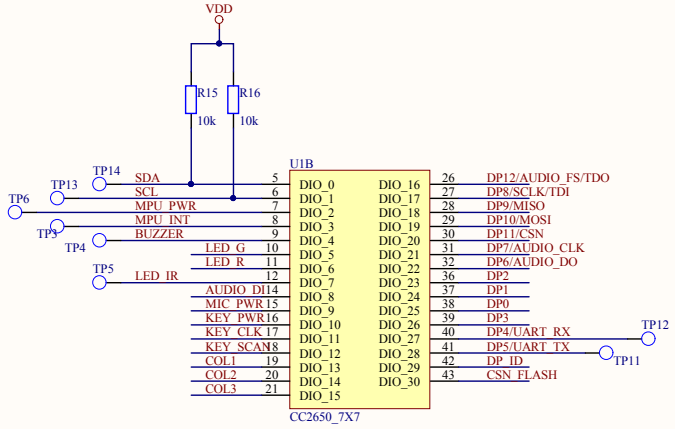 VDD
R15 R16
10k 10k
U1B
TP14 SDA 5 DIO_0 DIO_16 26 DP12/AUDIO_FS/TDO
TP13 SCL 6 DIO_1 DIO_17 27 DP8/SCLK/TDI
TP6 MPU_PWR 7 DIO_2 DIO_18 28 DP9/MISO
TP3 MPU_INT 8 DIO_3 DIO_19 29 DP10/MOSI
TP4 BUZZER 9 DIO_4 DIO_20 30 DP11/CSN
LED_G 10 DIO_5 DIO_21 31 DP7/AUDIO_CLK
LED_R 11 DIO_6 DIO_22 32 DP6/AUDIO_DO
TP5 LED_IR 12 DIO_7 DIO_23 36 DP2
AUDIO_DI 14 DIO_8 DIO_24 37 DP1
MIC_PWR 15 DIO_9 DIO_25 38 DP0
KEY_PWR 16 DIO_10 DIO_26 39 DP3
KEY_CLK 17 DIO_11 DIO_27 40 DP4/UART_RX TP12
KEY_SCAN 18 DIO_12 DIO_28 41 DP5/UART_TX TP11
COL1 19 DIO_13 DIO_29 42 DP_ID
COL2 20 DIO_14 DIO_30 43 CSN_FLASH
COL3 21 DIO_15
CC2650_7X7